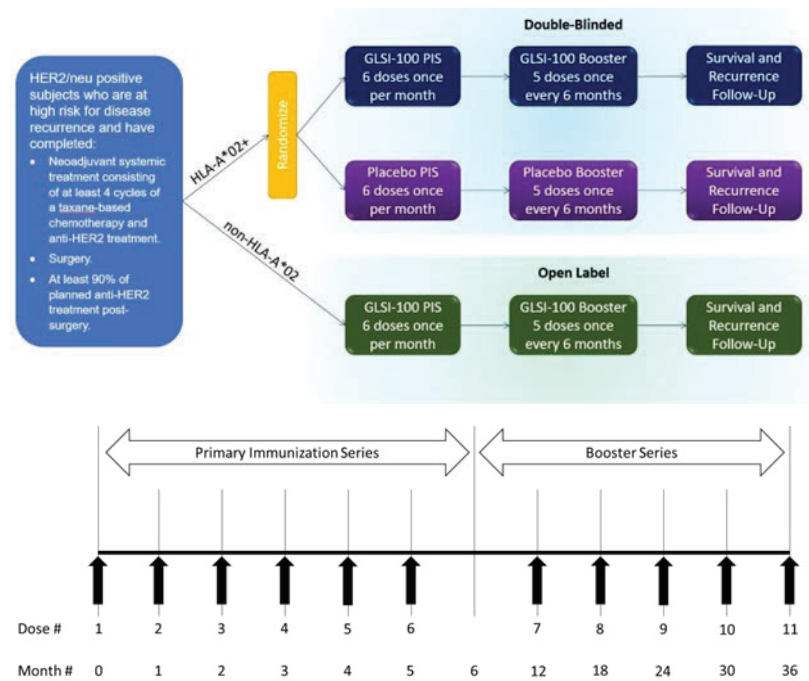 HER2/neu positive
subjects who are at
high risk for disease
recurrence and have
completed:
• Neoadjuvant systemic
treatment consisting
of at least 4 cycles of
a taxane-based
chemotherapy and
anti-HER2 treatment.
• Surgery.
• At least 90% of
planned anti-HER2
treatment post-
surgery.
HLA-A*02+
non-HLA-A*02
Randomize
Double-Blinded
GLSI-100 PIS
6 doses once
per month
GLSI-100 Booster
5 doses once
every 6 months
Survival and
Recurrence
Follow-Up
Placebo PIS
6 doses once
per month
Placebo Booster
5 doses once
every 6 months
Survival and
Recurrence
Follow-Up
Open Label
GLSI-100 PIS
6 doses once
per month
GLSI-100 Booster
5 doses once
every 6 months
Survival and
Recurrence
Follow-Up
Primary Immunization Series
Booster Series
Dose # 1 2 3 4 5 6 7 8 9 10 11
Month # 0 1 2 3 4 5 6 12 18 24 30 36